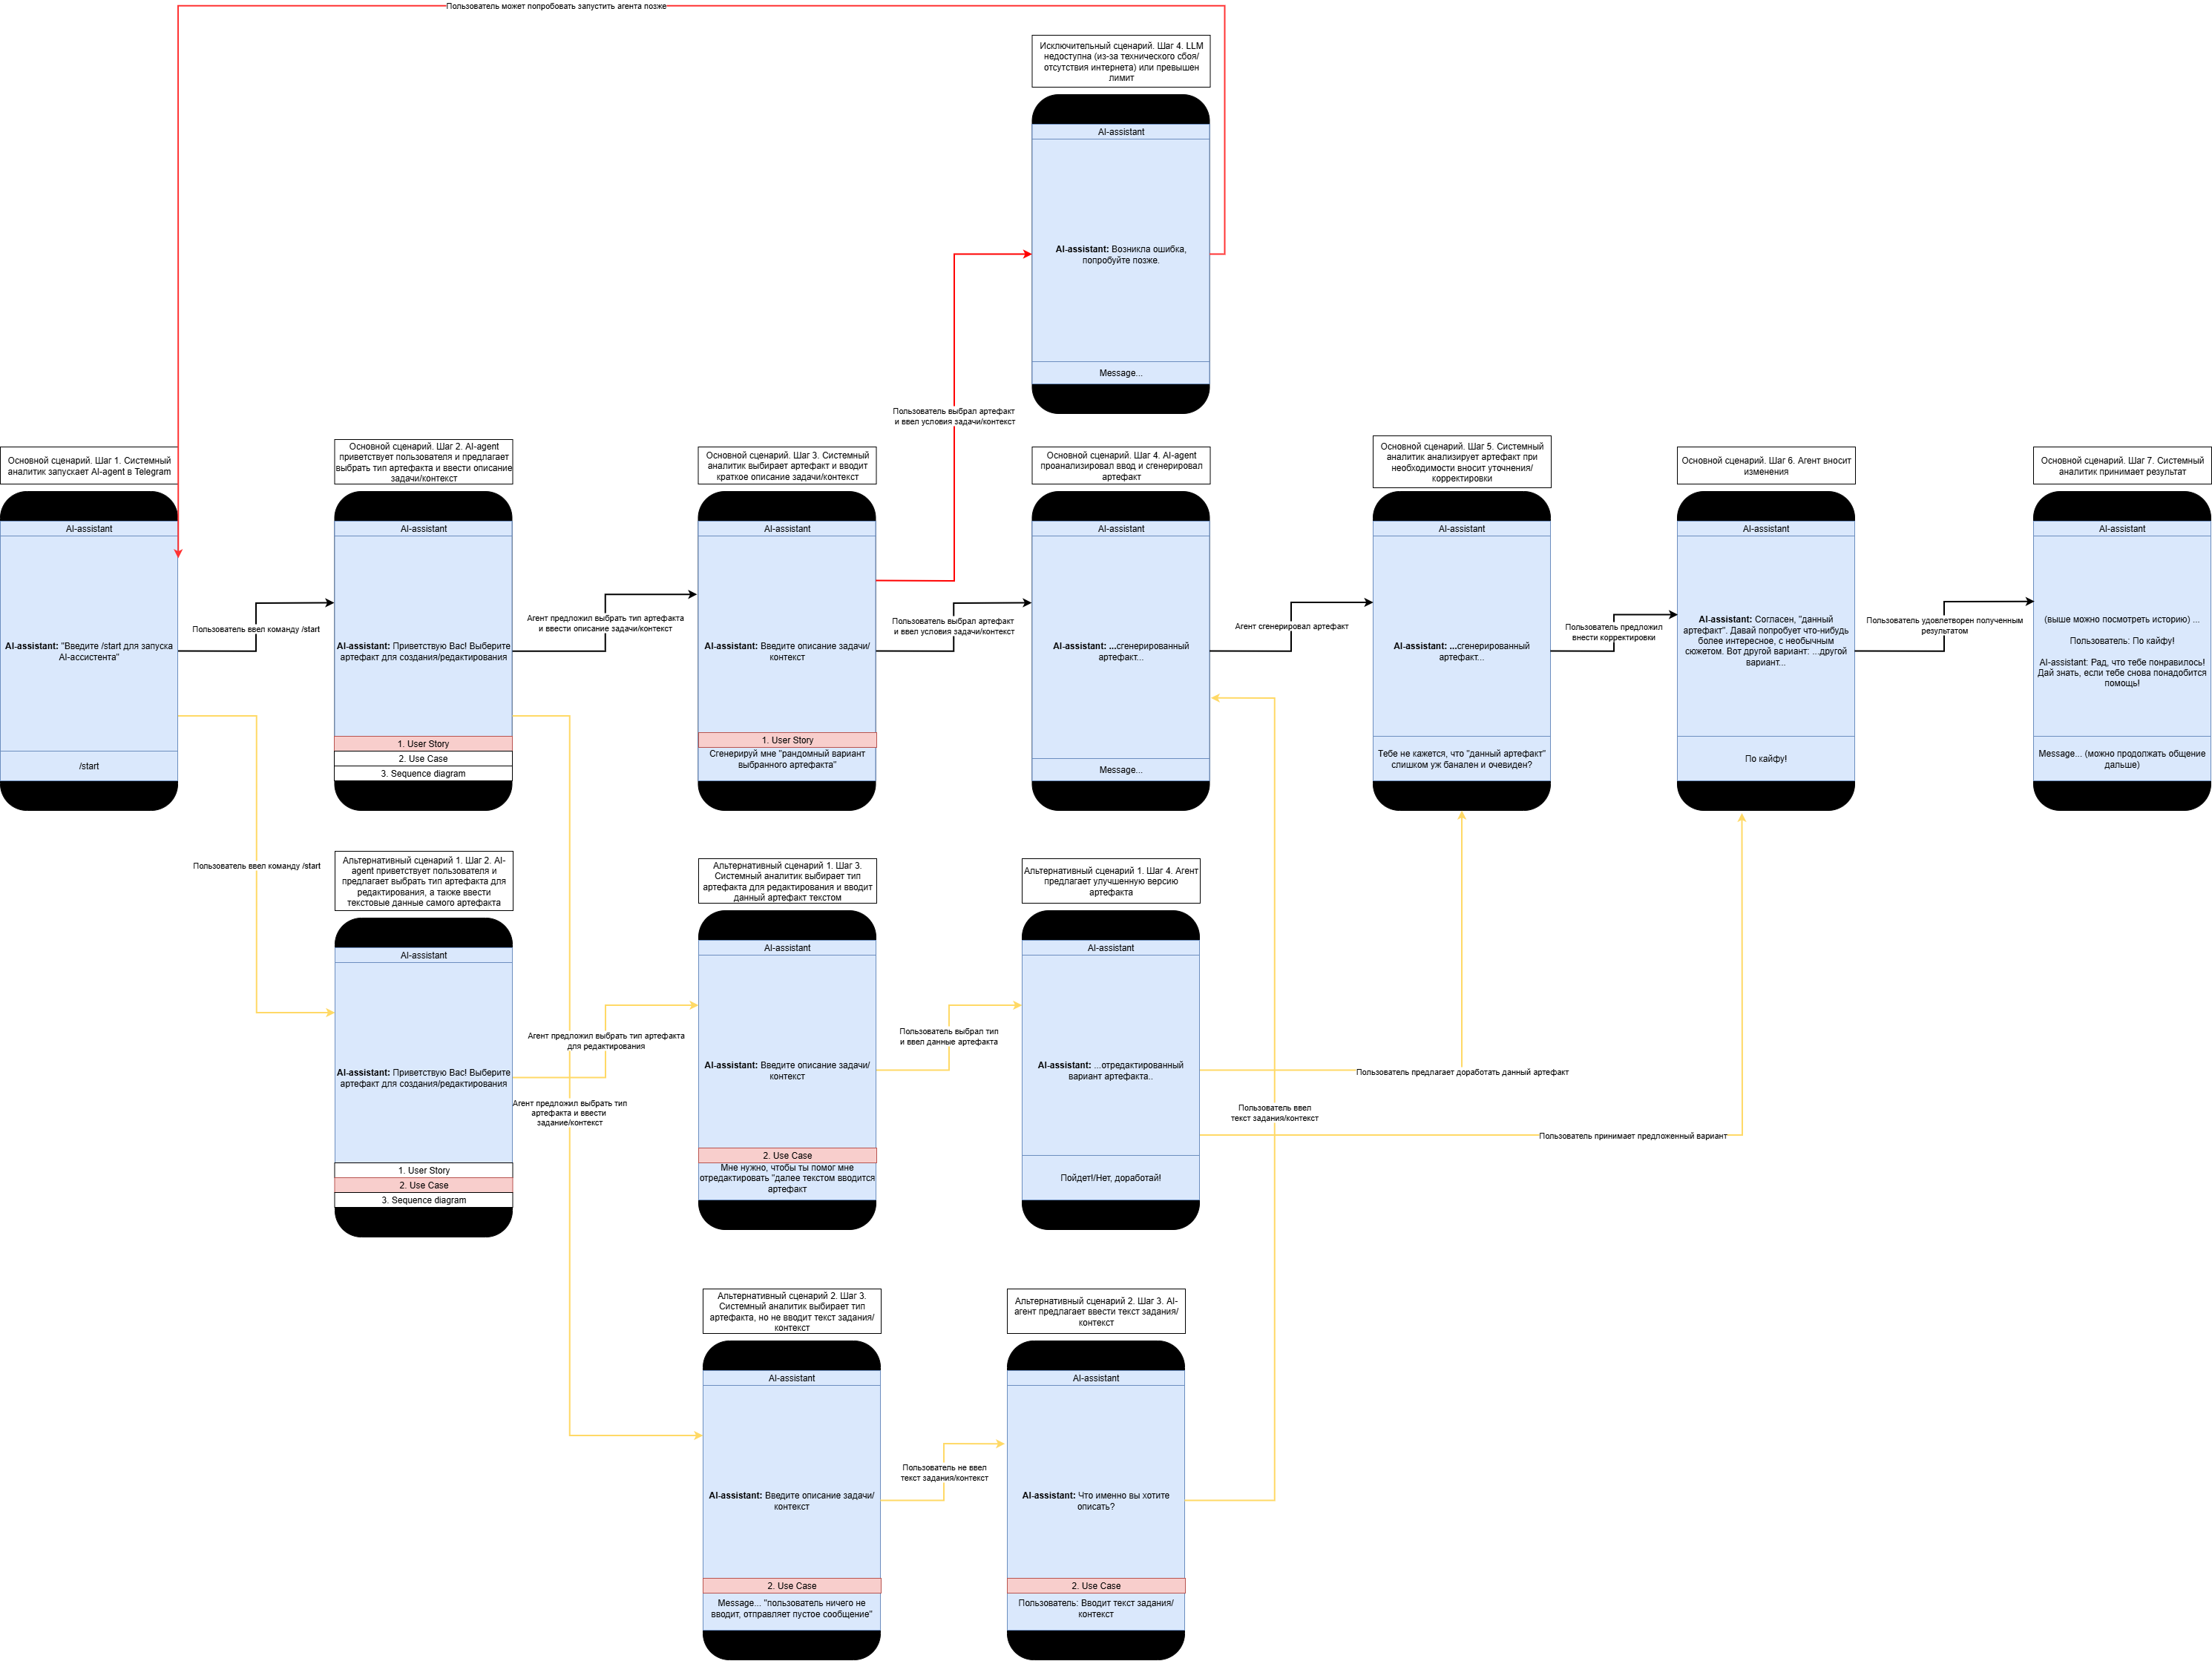 Пользователь может попробовать запустить агента позже
Исключительный сценарий. Шаг 4. LLM
недоступна (из-за технического сбоя/
отсутствия интернета) или превышен
лимит
AI-assistant
AI-assistant: Возникла ошибка,
попробуйте позже.
Message...
Пользователь выбрал артефакт
и ввел условия задачи/контекст
Основной сценарий. Шаг 1. Системный
аналитик запускает AI-agent в Telegram
AI-assistant
AI-assistant: "Введите /start для запуска
AI-ассистента"
/start
Пользователь ввел команду /start
Основной сценарий. Шаг 2. AI-agent
приветствует пользователя и предлагает
выбрать тип артефакта и ввести описание
задачи/контекст
AI-assistant
AI-assistant: Приветствую Вас! Выберите
артефакт для создания/редактирования
1. User Story
2. Use Case
3. Sequence diagram
Агент предложил выбрать тип артефакта
и ввести описание задачи/контекст
Основной сценарий. Шаг 3. Системный
аналитик выбирает артефакт и вводит
краткое описание задачи/контекст
AI-assistant
AI-assistant: Введите описание задачи/
контекст
1. User Story
Сгенерируй мне "рандомный вариант
выбранного артефакта"
Пользователь выбрал артефакт
и ввел условия задачи/контекст
Основной сценарий. Шаг 4. AI-agent
проанализировал ввод и сгенерировал
артефакт
AI-assistant
AI-assistant: ...сгенерированный
артефакт...
Message...
Агент сгенерировал артефакт
Основной сценарий. Шаг 5. Системный
аналитик анализирует артефакт при
необходимости вносит уточнения/
корректировки
AI-assistant
AI-assistant: ...сгенерированный
артефакт...
Тебе не кажется, что "данный артефакт"
слишком уж банален и очевиден?
Пользователь предложил
внести корректировки
Основной сценарий. Шаг 6. Агент вносит
изменения
AI-assistant
AI-assistant: Согласен, "данный
артефакт". Давай попробует что-нибудь
более интересное, с необычным
сюжетом. Вот другой вариант: ...другой
вариант...
По кайфу!
Пользователь удовлетворен полученным
результатом
Основной сценарий. Шаг 7. Системный
аналитик принимает результат
AI-assistant
(выше можно посмотреть историю) ...
Пользователь: По кайфу!
AI-assistant: Рад, что тебе понравилось!
Дай знать, если тебе снова понадобится
помощь!
Message... (можно продолжать общение
дальше)
Пользователь ввел команду /start
Альтернативный сценарий 1. Шаг 2. AI-
agent приветствует пользователя и
предлагает выбрать тип артефакта для
редактирования, а также ввести
текстовые данные самого артефакта
AI-assistant
AI-assistant: Приветствую Вас! Выберите
артефакт для создания/редактирования
1. User Story
2. Use Case
3. Sequence diagram
Агент предложил выбрать тип артефакта
для редактирования
Агент предложил выбрать тип
артефакта и ввести
задание/контекст
Альтернативный сценарий 1. Шаг 3.
Системный аналитик выбирает тип
артефакта для редактирования и вводит
данный артефакт текстом
AI-assistant
AI-assistant: Введите описание задачи/
контекст
2. Use Case
Мне нужно, чтобы ты помог мне
отредактировать "далее текстом вводится
артефакт
Пользователь выбрал тип
и ввел данные артефакта
Альтернативный сценарий 1. Шаг 4. Агент
предлагает улучшенную версию
артефакта
AI-assistant
AI-assistant: ...отредактированный
вариант артефакта..
Пойдет!/Нет, доработай!
Пользователь предлагает доработать данный артефакт
Пользователь ввел
текст задания/контекст
Пользователь принимает предложенный вариант
Альтернативный сценарий 2. Шаг 3.
Системный аналитик выбирает тип
артефакта, но не вводит текст задания/
контекст
AI-assistant
AI-assistant: Введите описание задачи/
контекст
2. Use Case
Message... "пользователь ничего не
вводит, отправляет пустое сообщение"
Пользователь не ввел
текст задания/контекст
Альтернативный сценарий 2. Шаг 3. AI-
агент предлагает ввести текст задания/
контекст
AI-assistant
AI-assistant: Что именно вы хотите
описать?
2. Use Case
Пользователь: Вводит текст задания/
контекст